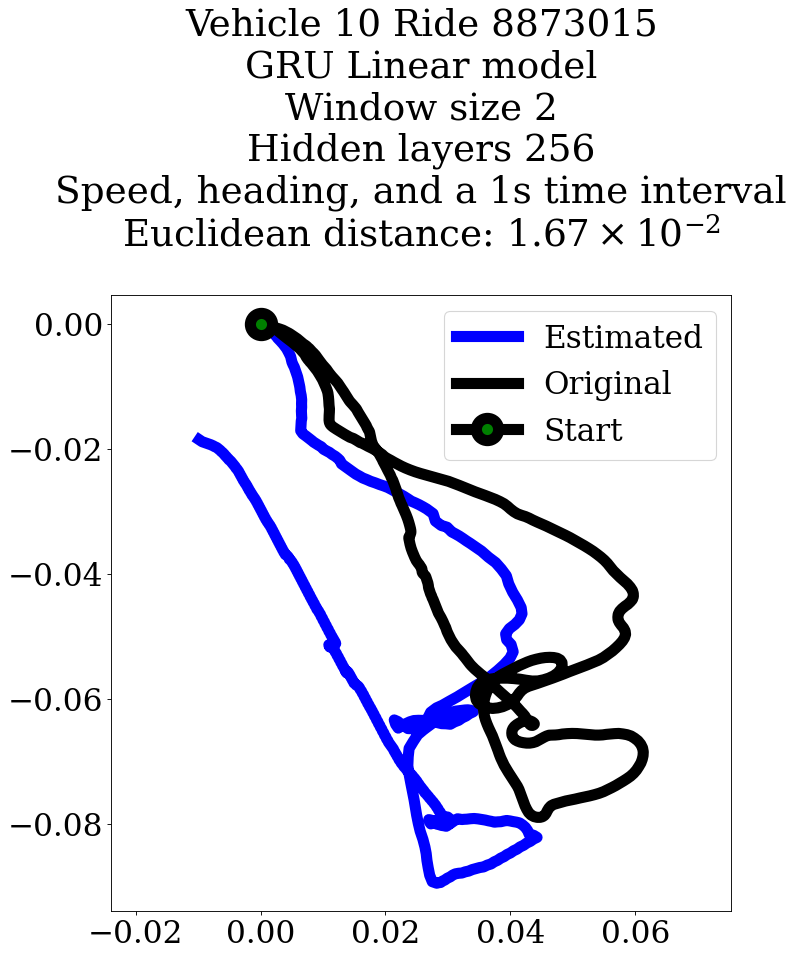 Vehicle 10 Ride 8873015
GRU Linear model
Window size 2
Hidden layers 256
Speed, heading, and a 1s time interval
Euclidean distance: 1.67 × 10⁻²
Estimated
Original
Start
0.00
−0.02
−0.04
−0.06
−0.08
−0.02 0.00 0.02 0.04 0.06